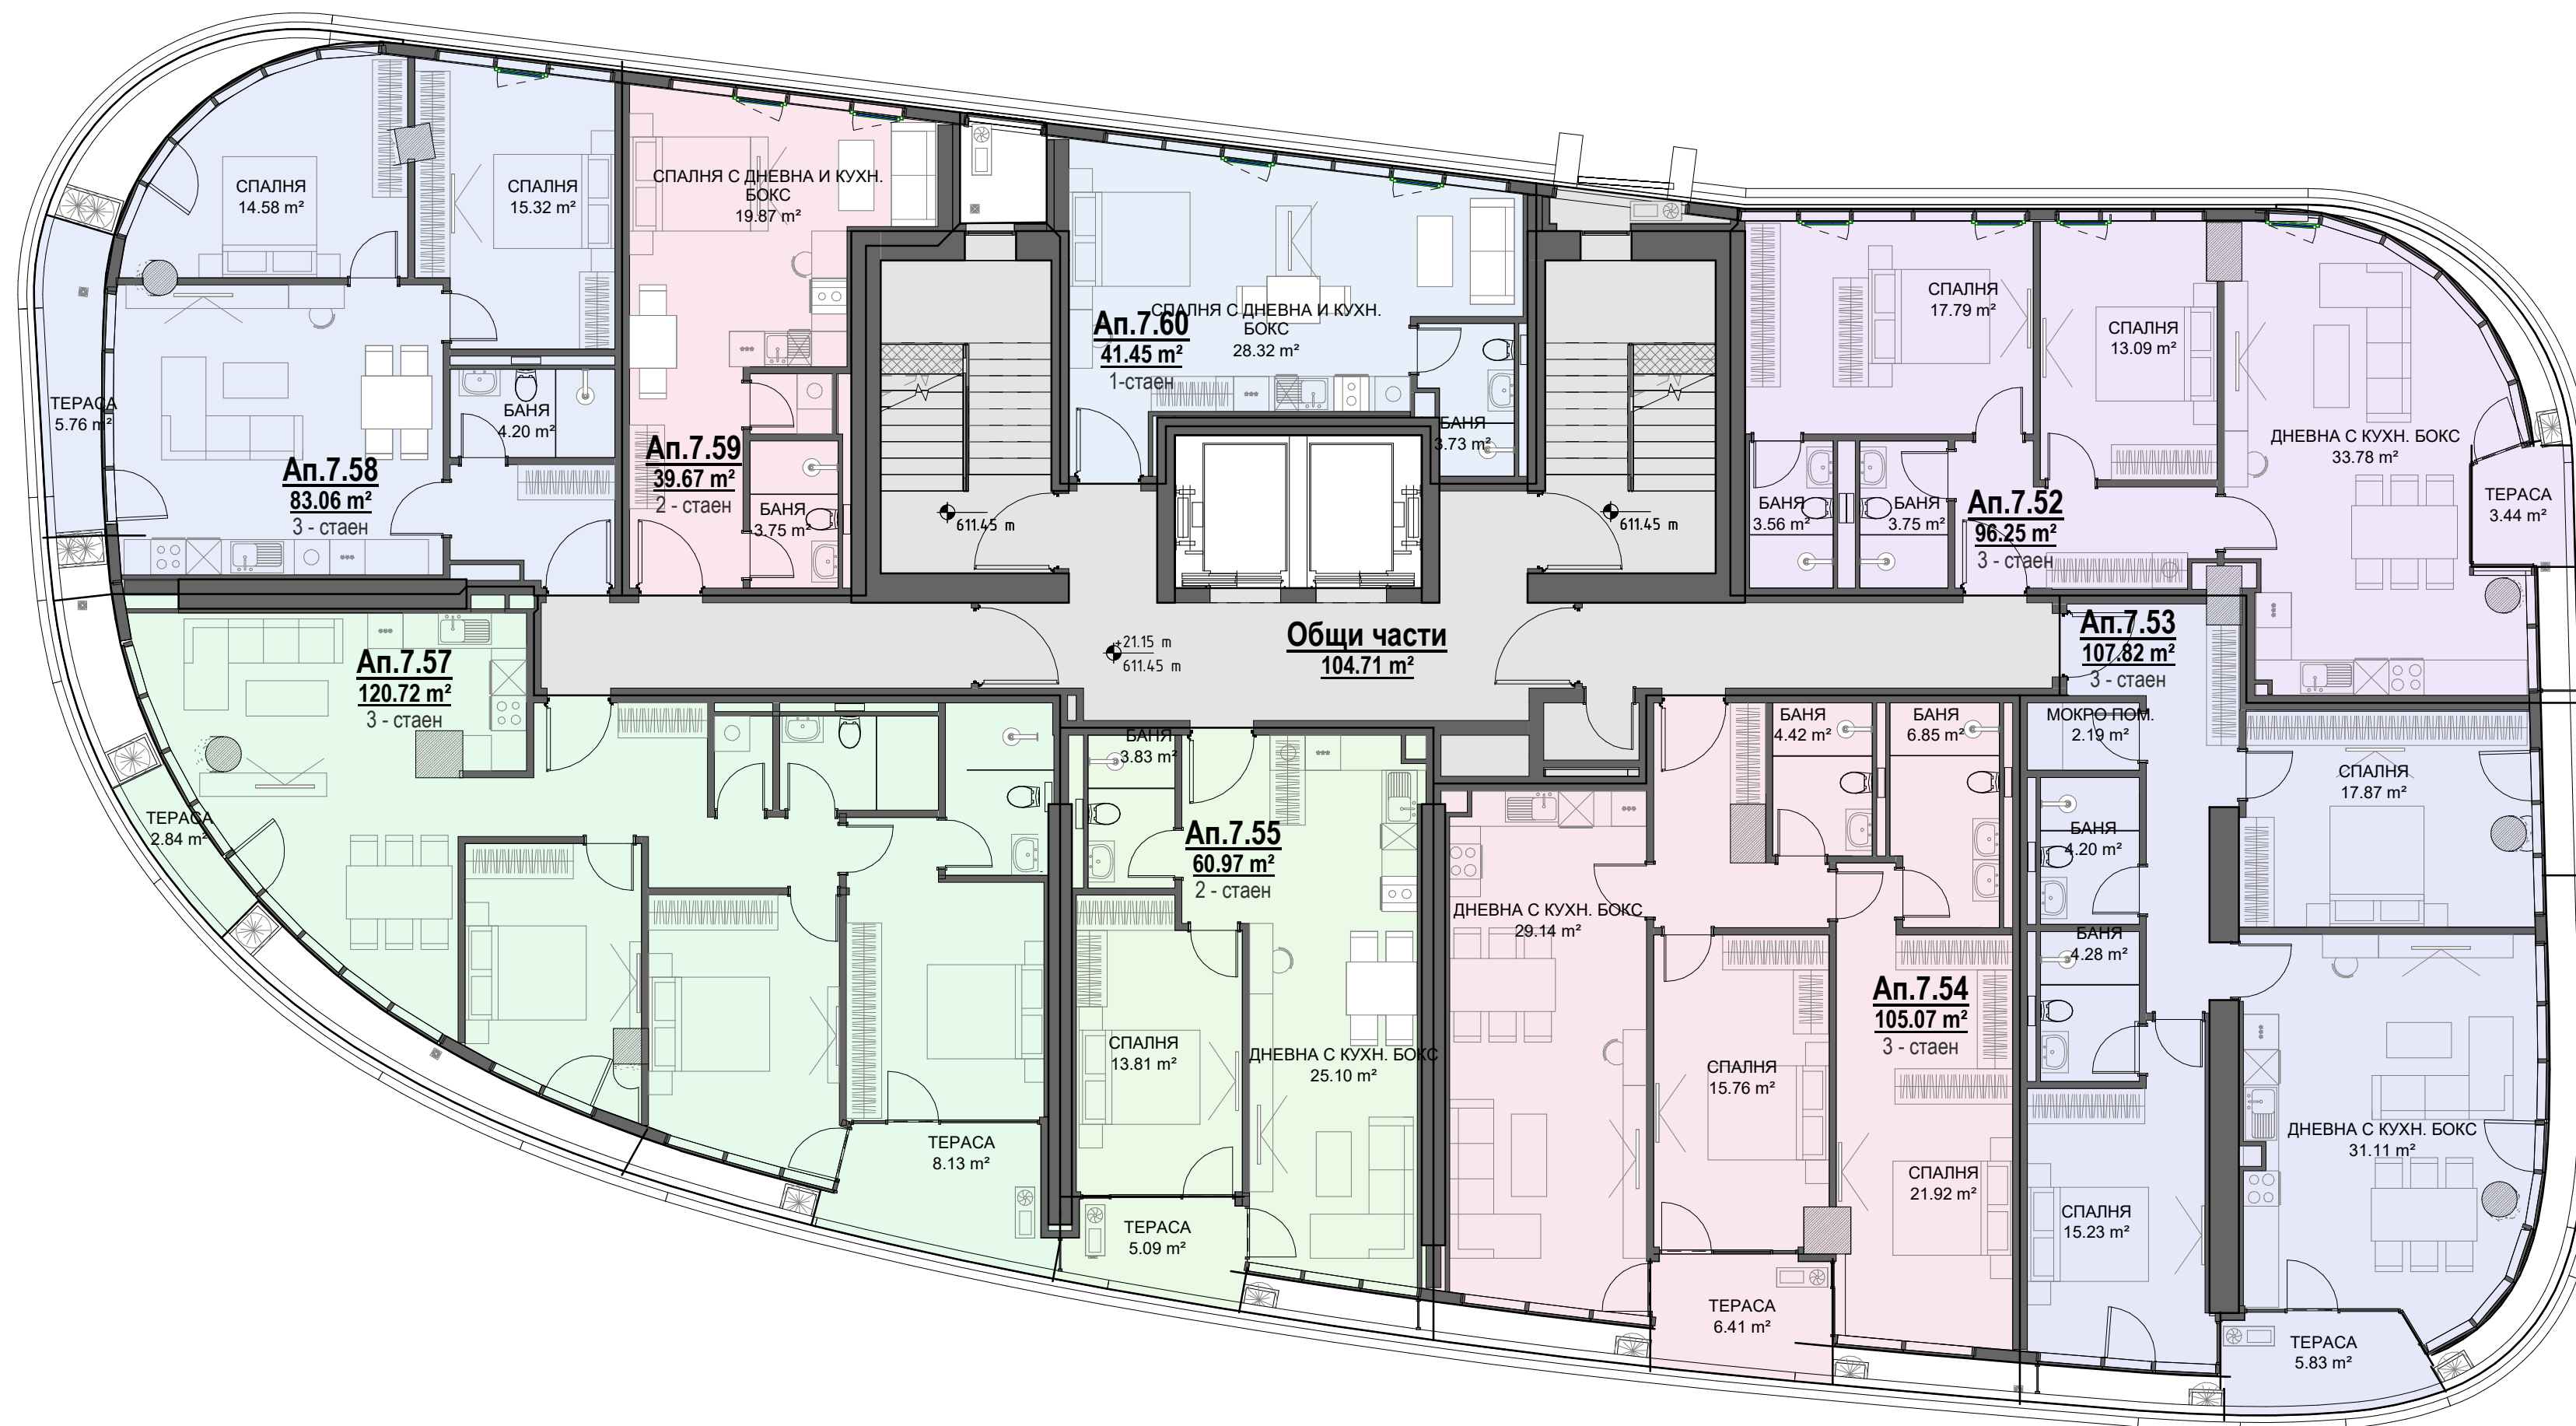 СПАЛНЯ
14.58 m²
СПАЛНЯ
15.32 m²
ТЕРАСА
5.76 m²
БАНЯ
4.20 m²
Ап.7.58
83.06 m²
3 - стаен
СПАЛНЯ С ДНЕВНА И КУХН.
БОКС
19.87 m²
Ап.7.59
39.67 m²
2 - стаен
БАНЯ
3.75 m²
611.45 m
СПАЛНЯ С ДНЕВНА И КУХН.
БОКС
28.32 m²
Ап.7.60
41.45 m²
1-стаен
БАНЯ
3.73 m²
611.45 m
СПАЛНЯ
17.79 m²
СПАЛНЯ
13.09 m²
ДНЕВНА С КУХН. БОКС
33.78 m²
ТЕРАСА
3.44 m²
БАНЯ
3.56 m²
БАНЯ
3.75 m²
Ап.7.52
96.25 m²
3 - стаен
+21.15 m
611.45 m
Общи части
104.71 m²
Ап.7.53
107.82 m²
3 - стаен
МОКРО ПОМ.
2.19 m²
СПАЛНЯ
17.87 m²
БАНЯ
4.20 m²
БАНЯ
4.28 m²
ДНЕВНА С КУХН. БОКС
31.11 m²
СПАЛНЯ
15.23 m²
ТЕРАСА
5.83 m²
Ап.7.57
120.72 m²
3 - стаен
ТЕРАСА
2.84 m²
ТЕРАСА
8.13 m²
БАНЯ
3.83 m²
Ап.7.55
60.97 m²
2 - стаен
СПАЛНЯ
13.81 m²
ДНЕВНА С КУХН. БОКС
25.10 m²
ТЕРАСА
5.09 m²
БАНЯ
4.42 m²
БАНЯ
6.85 m²
ДНЕВНА С КУХН. БОКС
29.14 m²
Ап.7.54
105.07 m²
3 - стаен
СПАЛНЯ
15.76 m²
СПАЛНЯ
21.92 m²
ТЕРАСА
6.41 m²